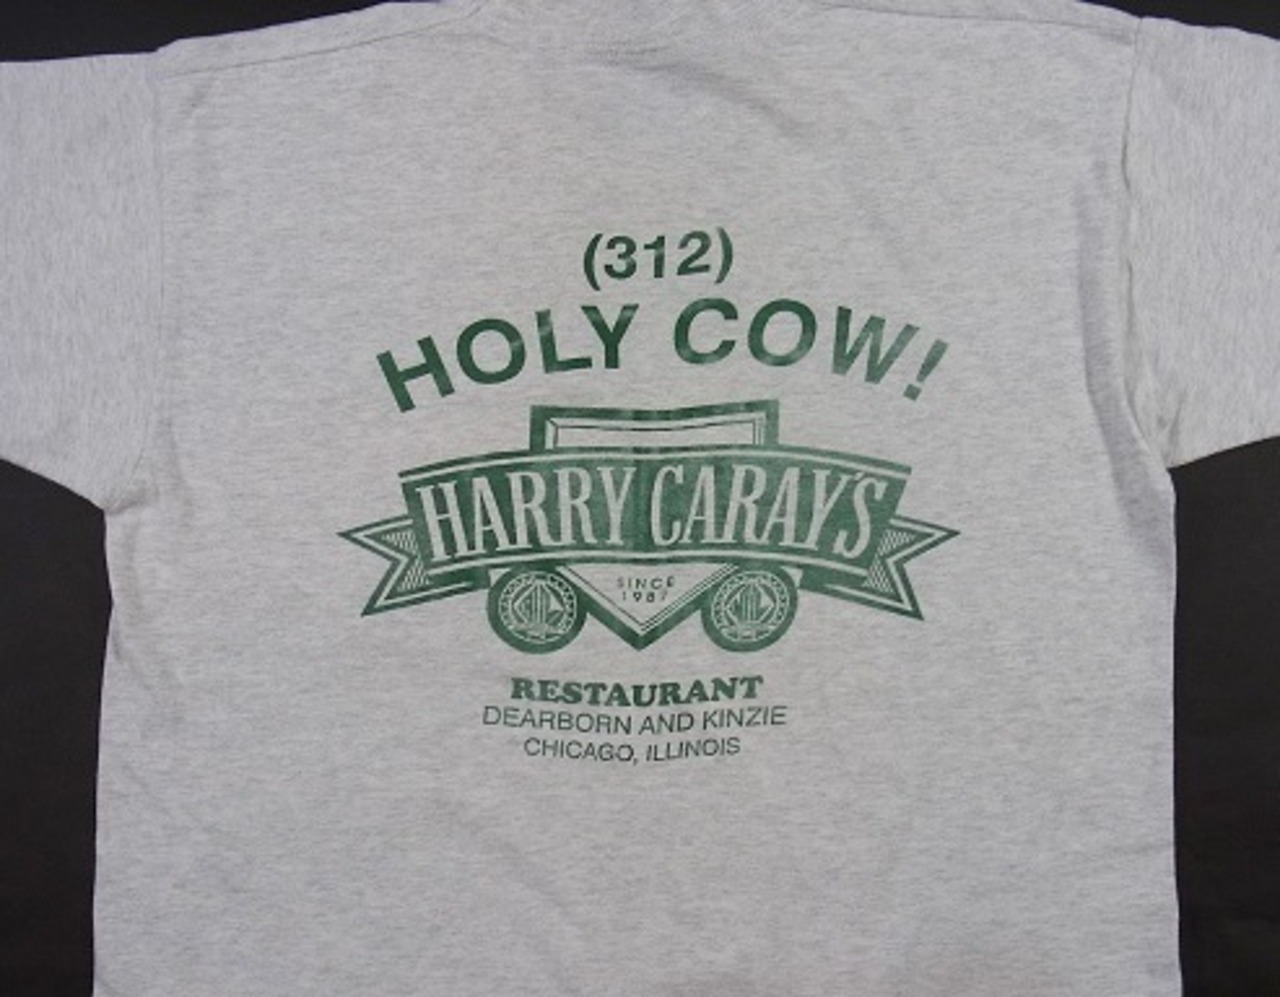 (312)
HOLY COW!
HARRY CARAY'S
SINCE
1987
RESTAURANT
DEARBORN AND KINZIE
CHICAGO, ILLINOIS